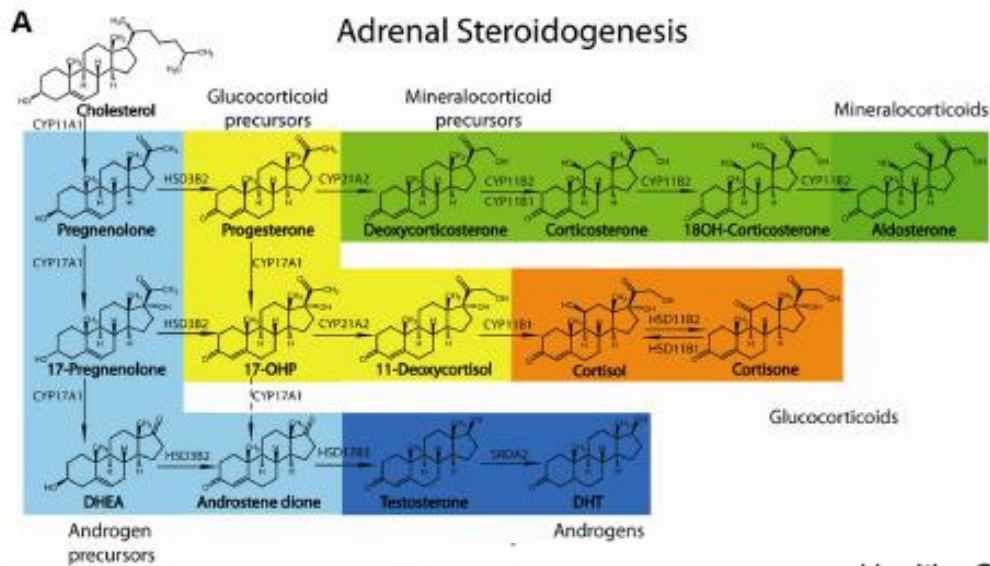 A
Adrenal Steroidogenesis
Cholesterol
CYP11A1
Glucocorticoid
precursors
Mineralocorticoid
precursors
Mineralocorticoids
HSD3B2
CYP21A2
CYP11B2
CYP11B1
CYP11B2
CYP11B2
Pregnenolone
Progesterone
Deoxycorticosterone
Corticosterone
18OH-Corticosterone
Aldosterone
CYP17A1
CYP17A1
HSD3B2
CYP21A2
CYP11B1
HSD11B2
HSD11B1
17-Pregnenolone
17-OHP
11-Deoxycortisol
Cortisol
Cortisone
CYP17A1
CYP17A1
Glucocorticoids
HSD3B2
HSD17B2
SRDA2
DHEA
Androstene dione
Testosterone
DHT
Androgen
precursors
Androgens